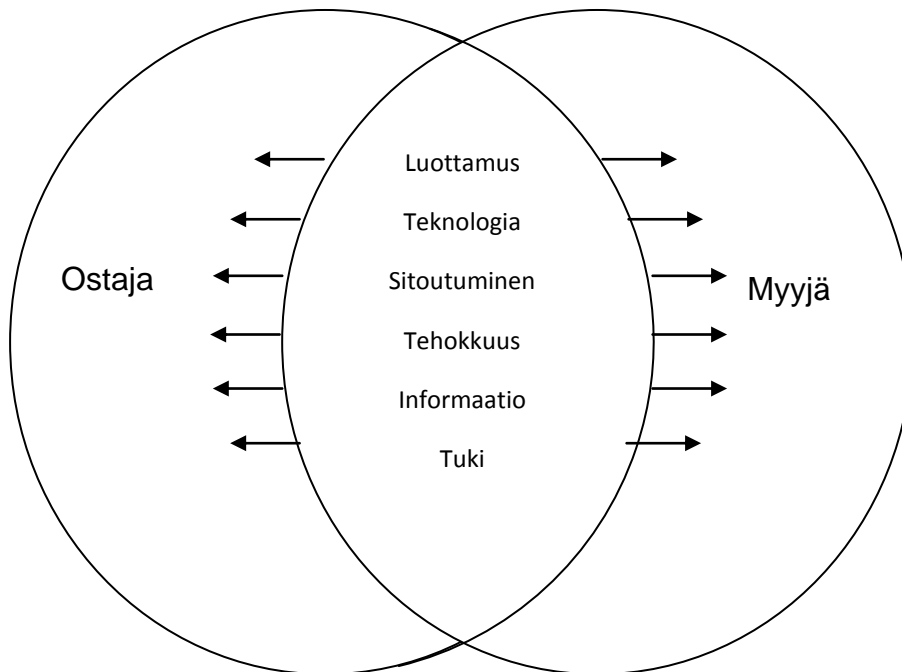 Luottamus
Teknologia
Ostaja
Sitoutuminen
Myyjä
Tehokkuus
Informaatio
Tuki